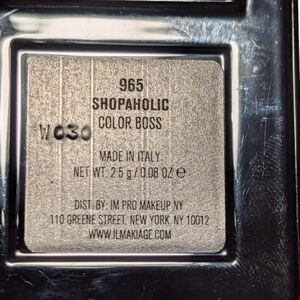 965
SHOPAHOLIC
COLOR BOSS
W030
MADE IN ITALY
NET WT. 2.5 g / 0.08 OZ ℮
DIST. BY: IM PRO MAKEUP NY
110 GREENE STREET, NEW YORK, NY 10012
WWW.ILMAKIAGE.COM